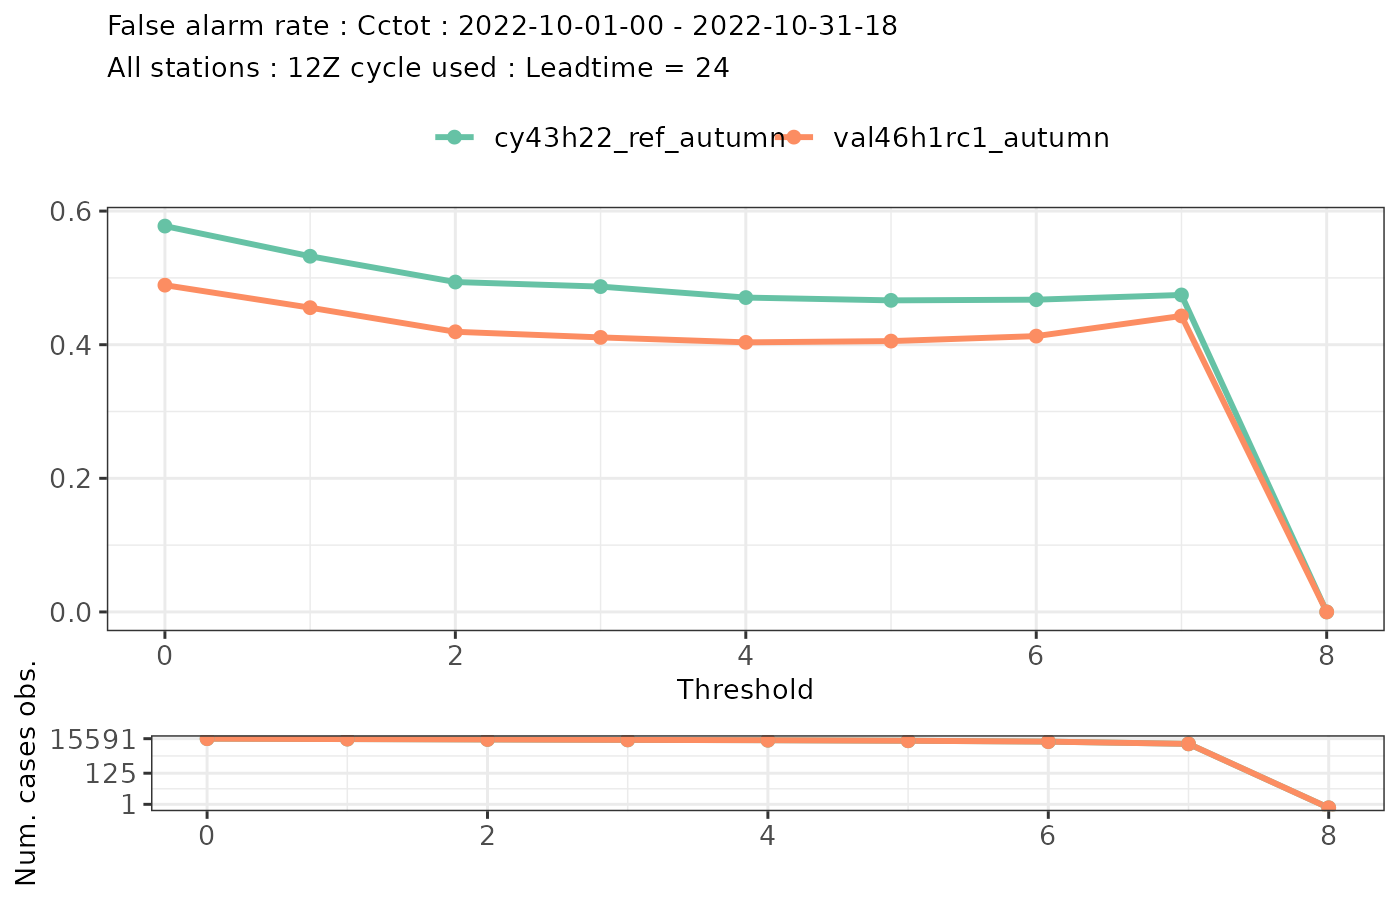 False alarm rate : Cctot : 2022-10-01-00 - 2022-10-31-18
All stations : 12Z cycle used : Leadtime = 24
cy43h22_ref_autumn val46h1rc1_autumn
0.6
0.4
0.2
0.0
0 2 4 6 8
Threshold
Num. cases obs.
15591
125
1
0 2 4 6 8